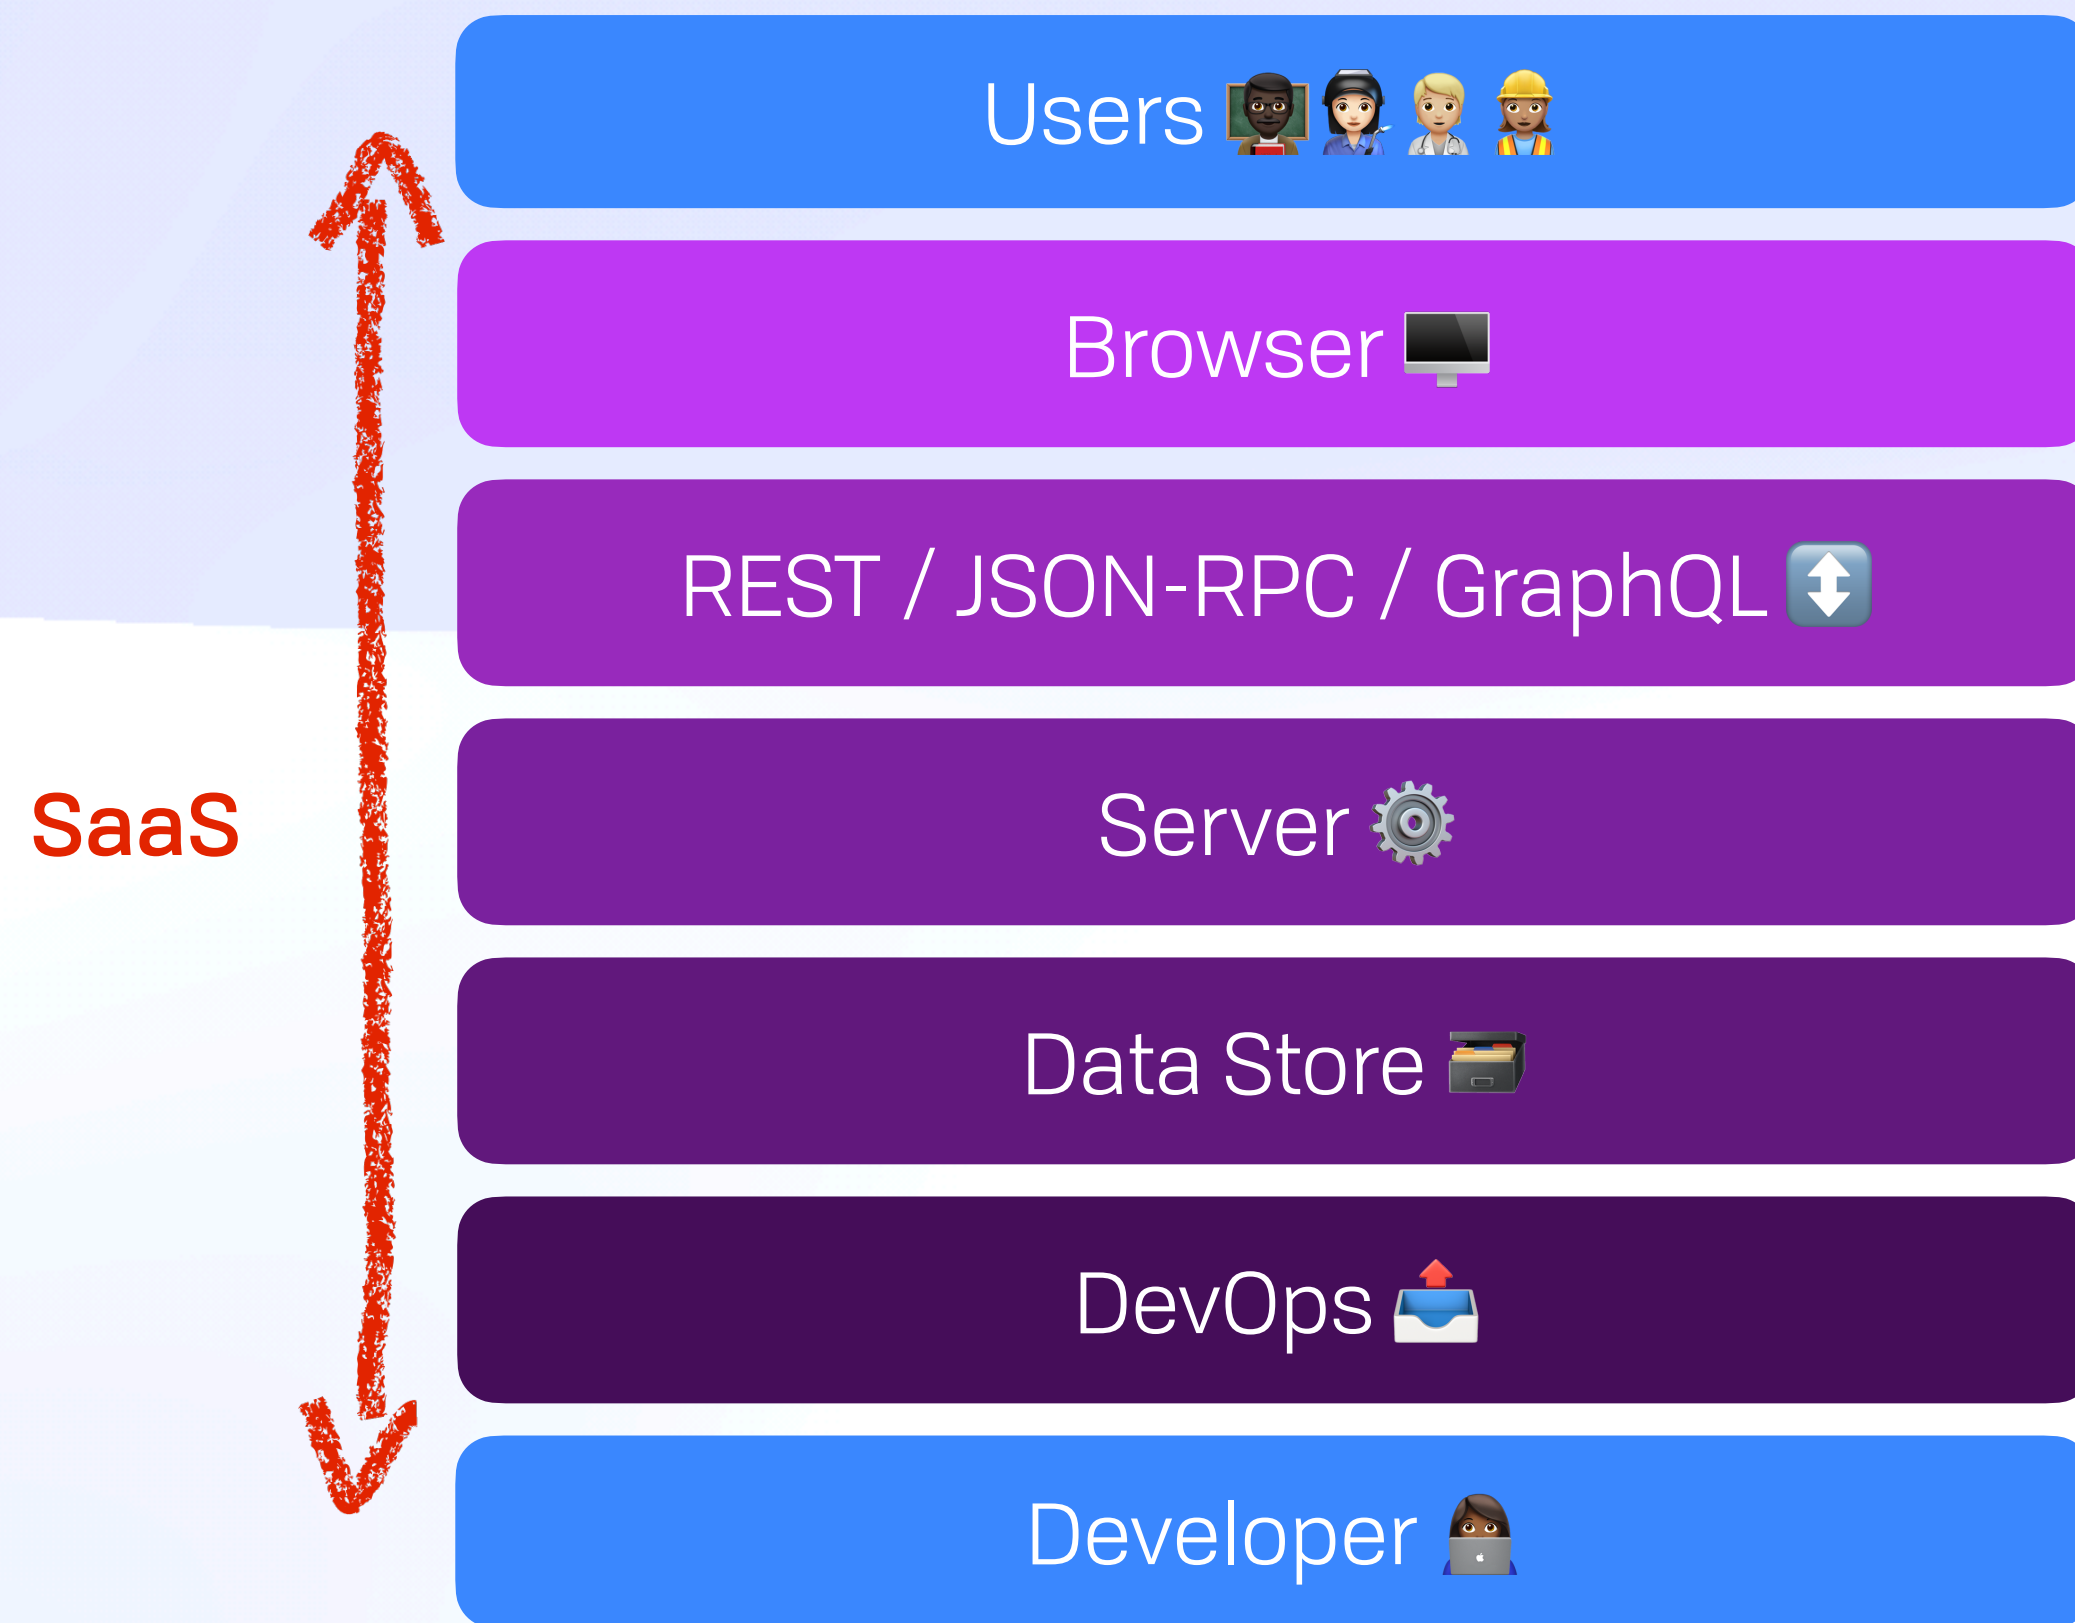 Users
Browser
REST / JSON-RPC / GraphQL
SaaS
Server
Data Store
DevOps
Developer